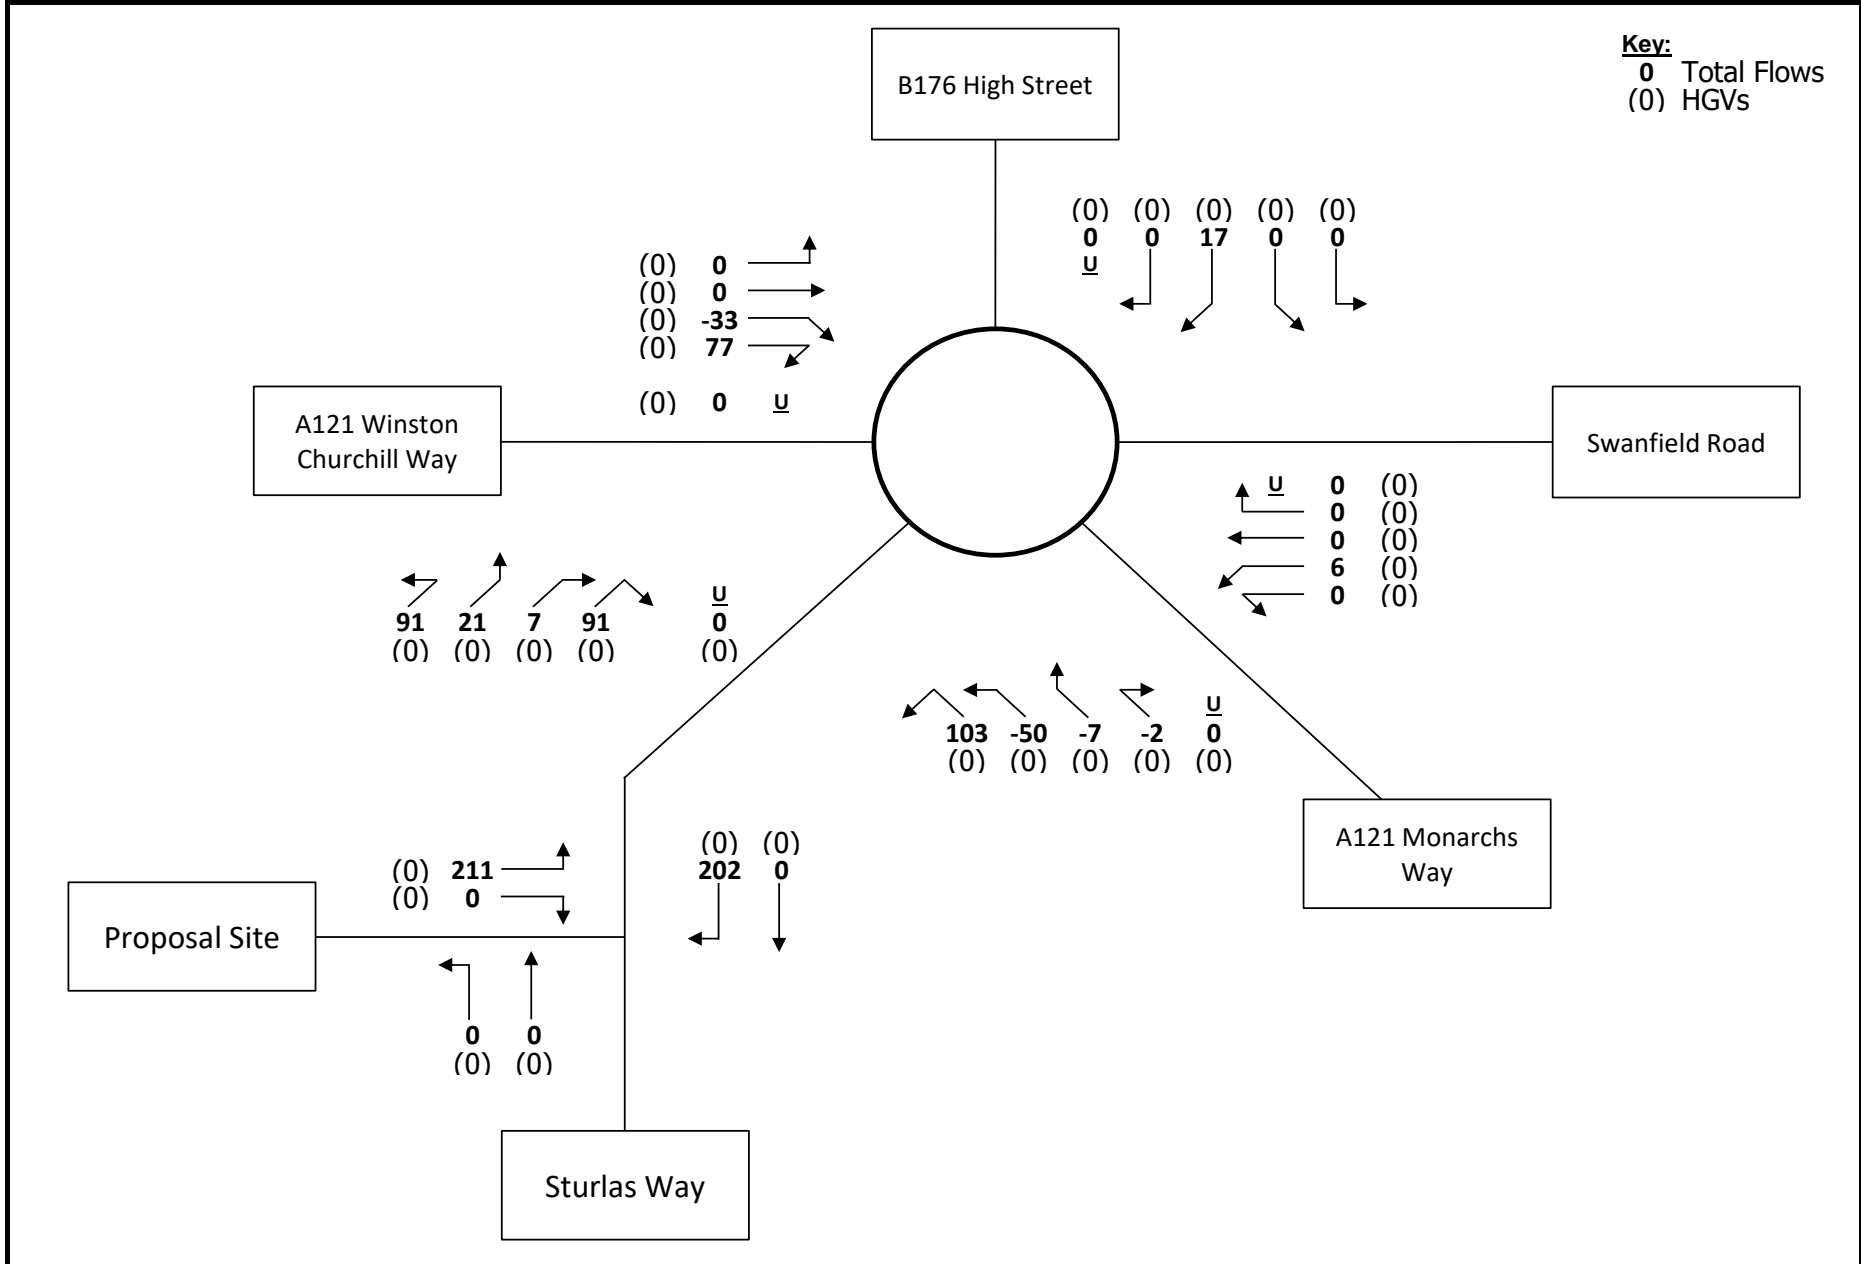 B176 High Street
Key:
0 Total Flows
(0) HGVs
(0) (0) (0) (0) (0)
0 0 17 0 0
U
(0) 0
(0) 0
(0) -33
(0) 77
(0) 0 U
A121 Winston
Churchill Way
Swanfield Road
U 0 (0)
0 (0)
0 (0)
6 (0)
0 (0)
U
91 21 7 91 0
(0) (0) (0) (0) (0)
U
103 -50 -7 -2 0
(0) (0) (0) (0) (0)
A121 Monarchs
Way
(0) (0)
202 0
(0) 211
(0) 0
Proposal Site
0 0
(0) (0)
Sturlas Way